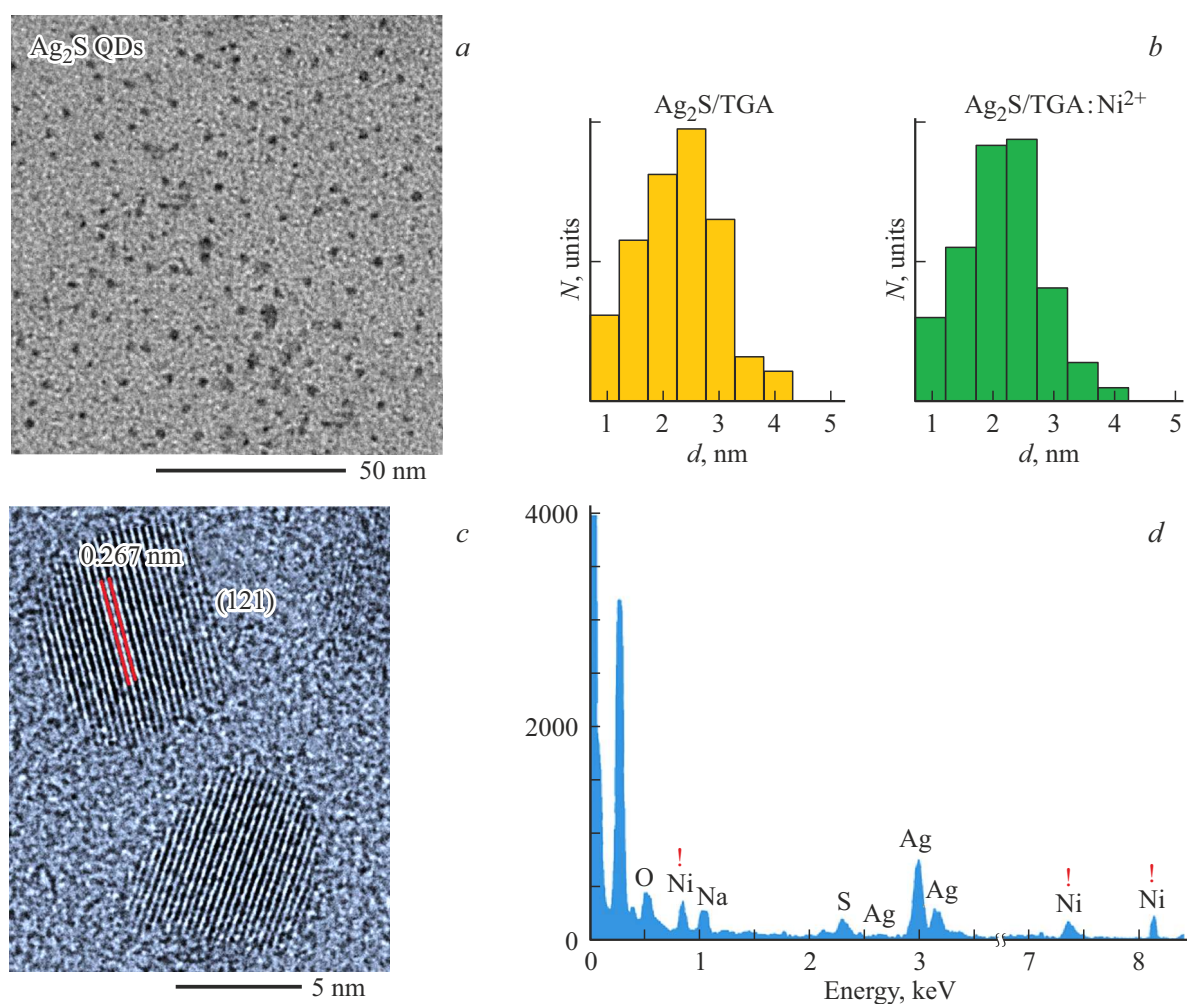 Ag₂S QDs
a
50 nm
b
Ag₂S/TGA
N, units
1 2 3 4 5
d, nm
Ag₂S/TGA:Ni²⁺
N, units
1 2 3 4 5
d, nm
c
0.267 nm
(121)
5 nm
d
4000
2000
0
O
!
Ni
Na
S
Ag
Ag
Ag
!
Ni
!
Ni
0 1 3 7 8
Energy, keV